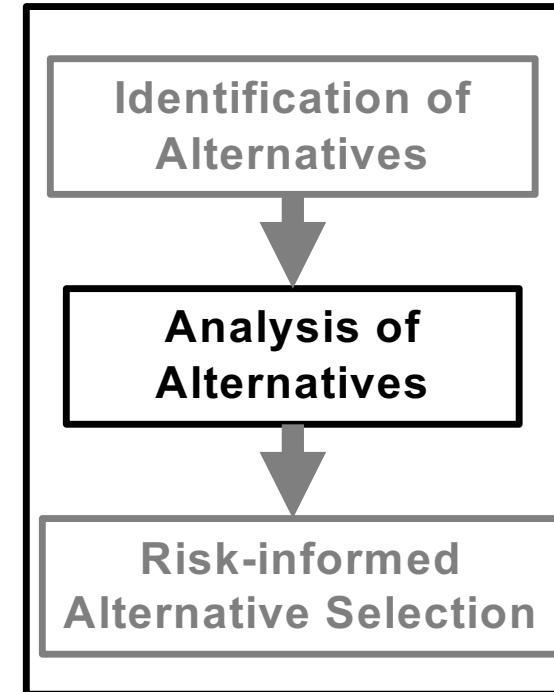 Identification of
Alternatives
Analysis of
Alternatives
Risk-informed
Alternative Selection